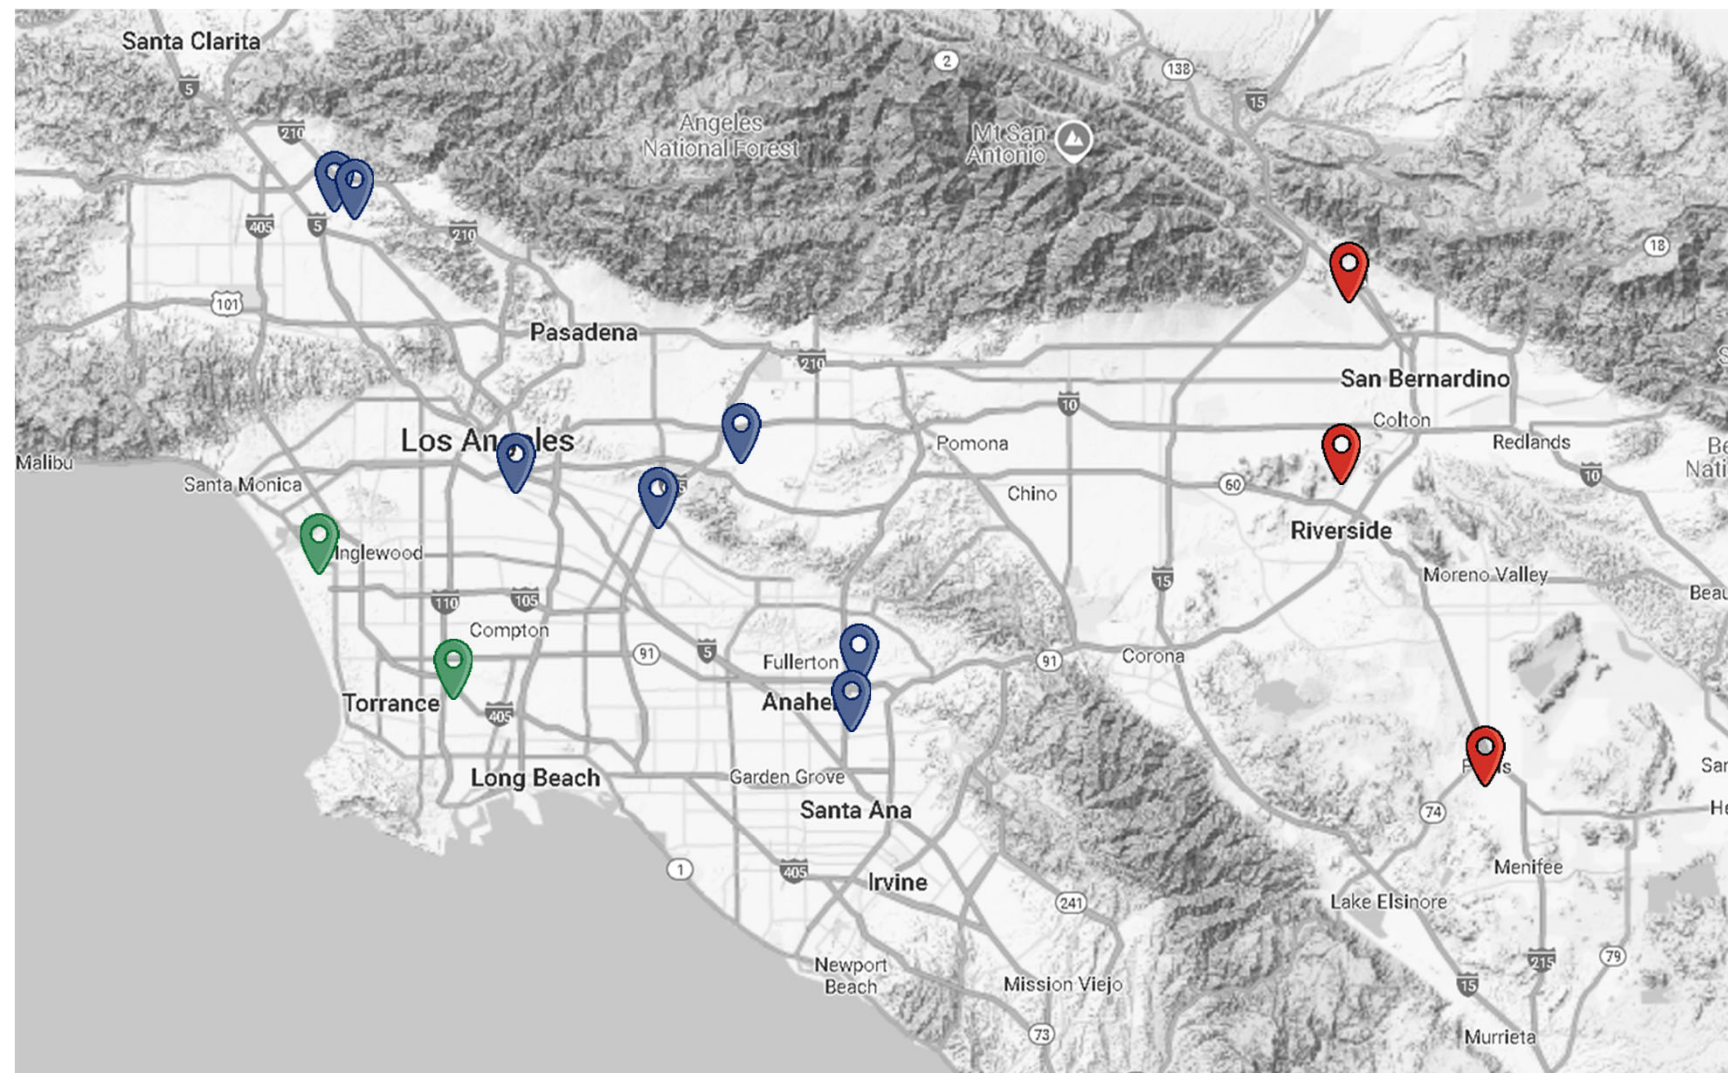 Santa Clarita
2
138
5
15
210
Angeles
National Forest
Mt San
Antonio
405
5
210
18
101
Pasadena
210
San Bernardino
10
Colton
Los Angeles
Pomona
Redlands
Malibu
Santa Monica
10
60
Chino
Riverside
Inglewood
15
Moreno Valley
110
105
Compton
91
5
Fullerton
91
Corona
Torrance
Anahei
405
Long Beach
Garden Grove
Santa Ana
74
1
405
Irvine
Menifee
241
Lake Elsinore
Newport
Beach
Mission Viejo
215
79
15
73
Murrieta